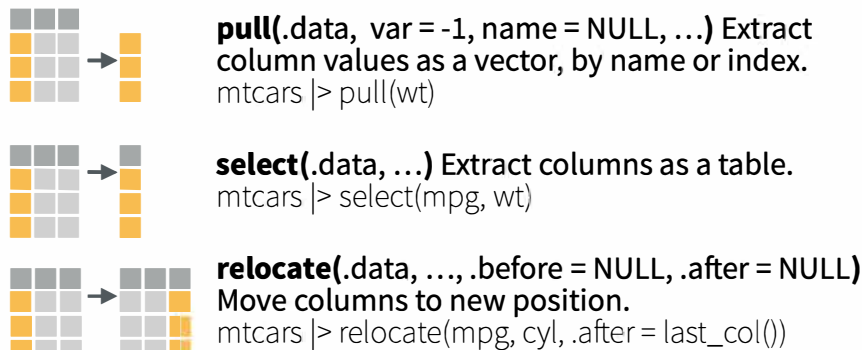 pull(.data, var = -1, name = NULL, …) Extract
column values as a vector, by name or index.
mtcars |> pull(wt)
select(.data, …) Extract columns as a table.
mtcars |> select(mpg, wt)
relocate(.data, …, .before = NULL, .after = NULL)
Move columns to new position.
mtcars |> relocate(mpg, cyl, .after = last_col())